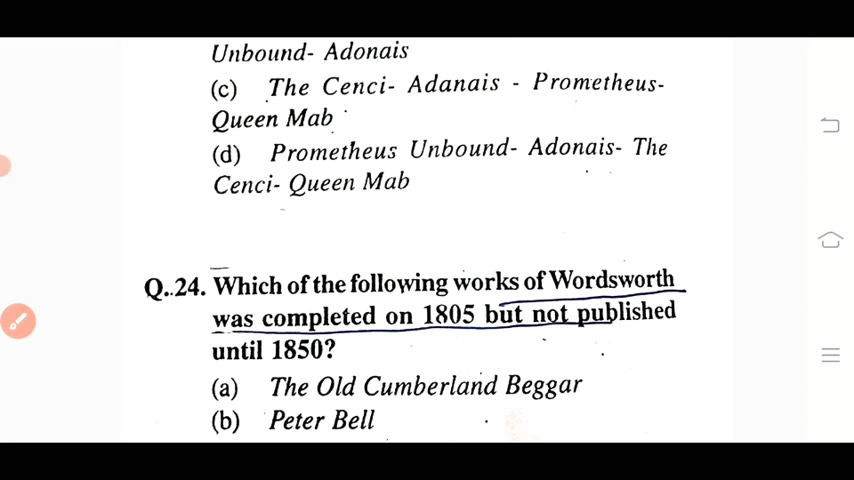 Unbound- Adonais
(c) The Cenci- Adanais - Prometheus-
Queen Mab
(d) Prometheus Unbound- Adonais- The
Cenci- Queen Mab
Q..24. Which of the following works of Wordsworth
was completed on 1805 but not published
until 1850?
(a) The Old Cumberland Beggar
(b) Peter Bell